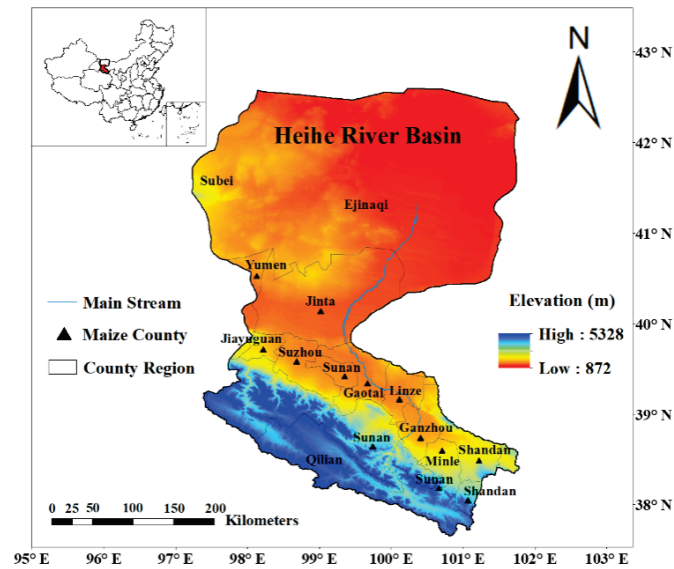 N
43° N
42° N
41° N
40° N
39° N
38° N
Heihe River Basin
Subei
Ejinaqi
Yumen
Jinta
Jiayuguan
Suzhou
Sunan
Gaotal
Linze
Ganzhou
Sunan
Minle
Shandan
Qilian
Sunan
Shandan
Main Stream
Maize County
County Region
Elevation (m)
High : 5328
Low : 872
0 25 50 100 150 200
Kilometers
95° E 96° E 97° E 98° E 99° E 100° E 101° E 102° E 103° E